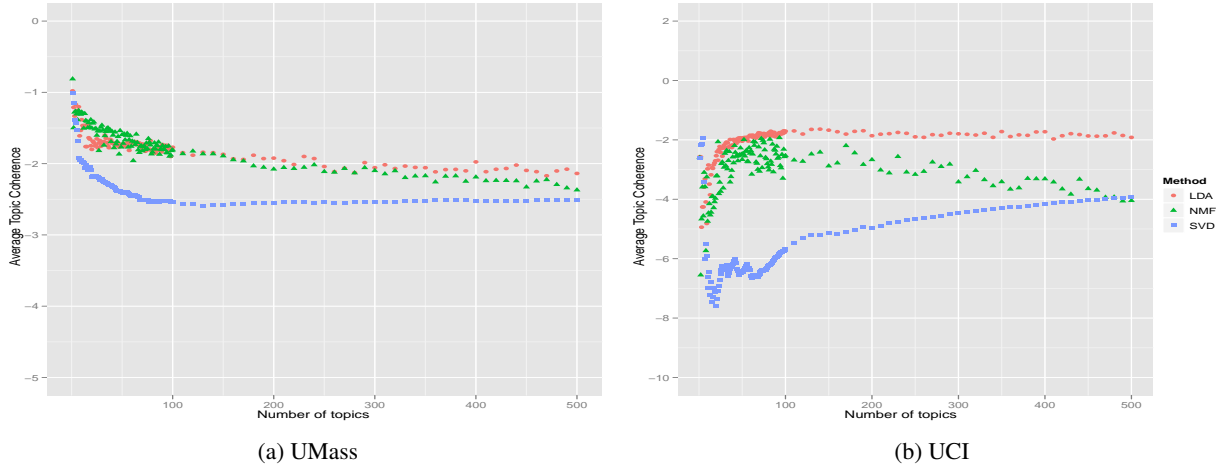 0
−1
−2
−3
−4
−5
Average Topic Coherence
100
200
300
400
500
Number of topics
(a) UMass
2
0
−2
−4
−6
−8
−10
Average Topic Coherence
100
200
300
400
500
Number of topics
(b) UCI
Method
LDA
NMF
SVD